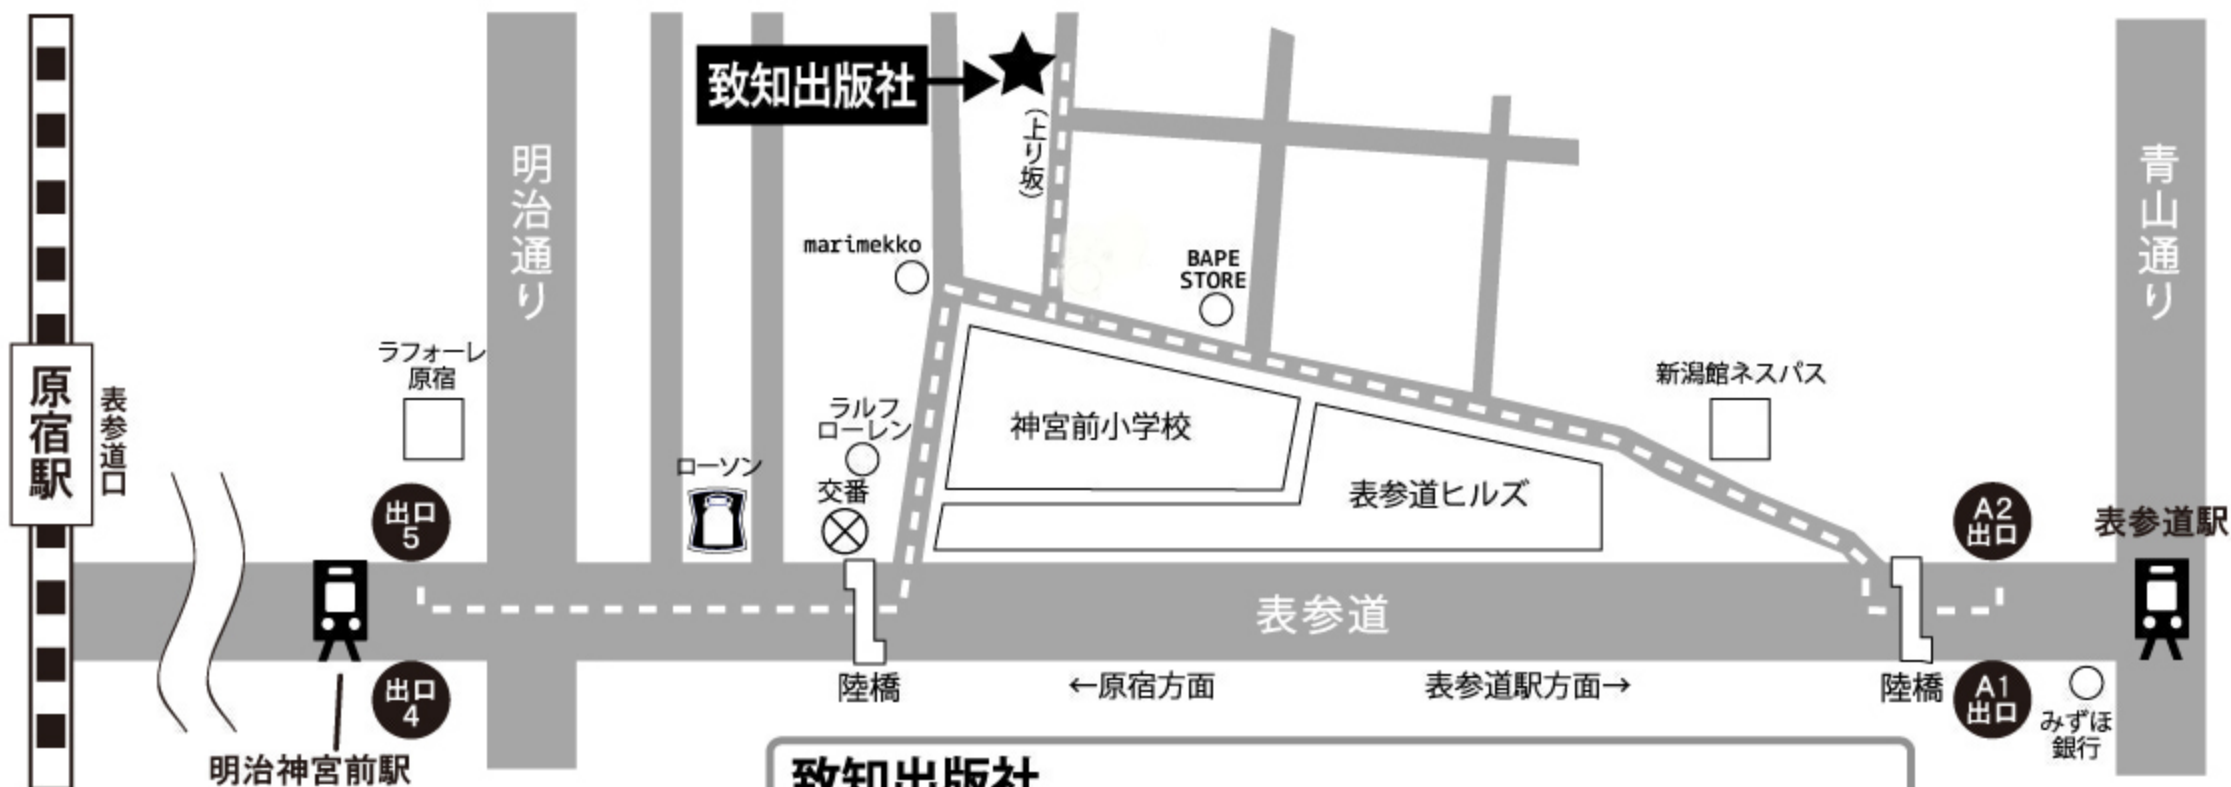 致知出版社
(上り坂)
明治通り
青山通り
marimekko
BAPE
STORE
ラフォーレ
原宿
新潟館ネスパス
原宿駅
表参道口
ラルフ
ローレン
神宮前小学校
ローソン
交番
表参道ヒルズ
出口
5
A2
出口
表参道駅
表参道
陸橋
←原宿方面
表参道駅方面→
陸橋
出口
4
A1
出口
みずほ
銀行
明治神宮前駅
致知出版社